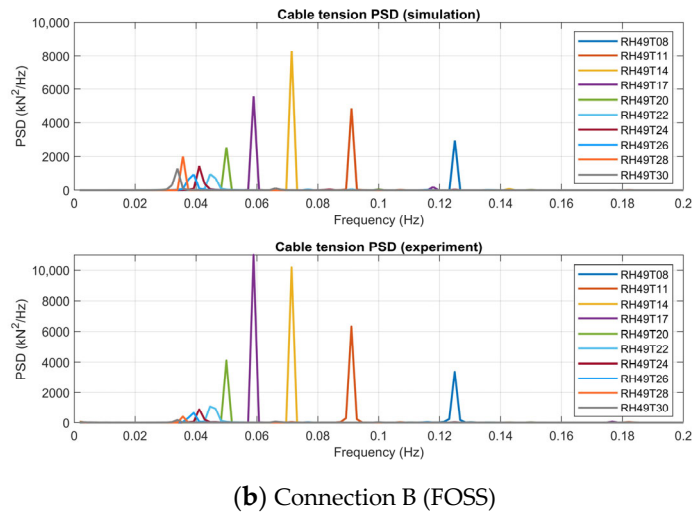 Cable tension PSD (simulation)
10,000
8000
6000
4000
2000
0
PSD (kN²/Hz)
RH49T08
RH49T11
RH49T14
RH49T17
RH49T20
RH49T22
RH49T24
RH49T26
RH49T28
RH49T30
0 0.02 0.04 0.06 0.08 0.1 0.12 0.14 0.16 0.18 0.2
Frequency (Hz)
Cable tension PSD (experiment)
10,000
8000
6000
4000
2000
0
PSD (kN²/Hz)
RH49T08
RH49T11
RH49T14
RH49T17
RH49T20
RH49T22
RH49T24
RH49T26
RH49T28
RH49T30
0 0.02 0.04 0.06 0.08 0.1 0.12 0.14 0.16 0.18 0.2
Frequency (Hz)
(b) Connection B (FOSS)